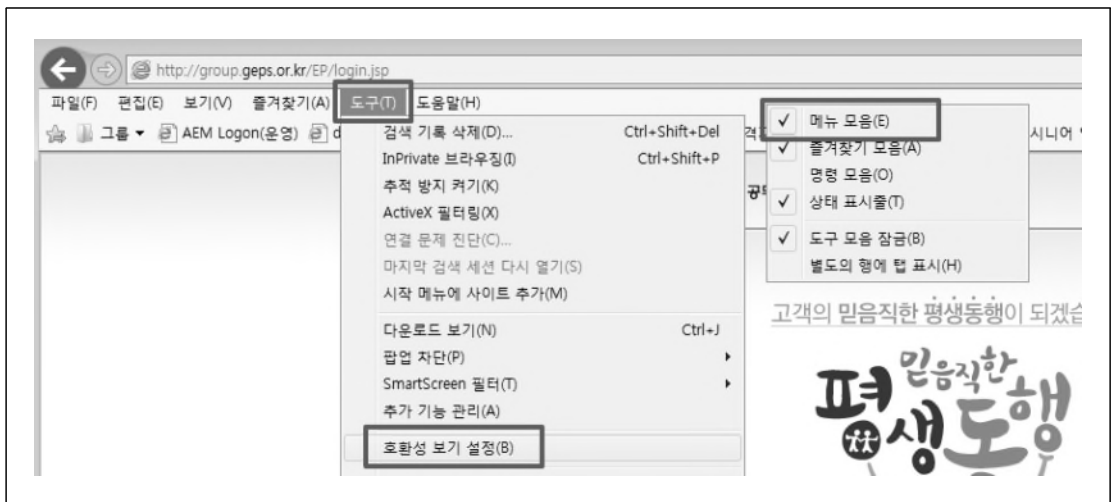 http://group.geps.or.kr/EP/login.jsp
파일(F) 편집(E) 보기(V) 즐겨찾기(A) 도구(T) 도움말(H)
그룹 AEM Logon(운영) d
검색 기록 삭제(D)... Ctrl+Shift+Del
InPrivate 브라우징(I) Ctrl+Shift+P
추적 방지 켜기(K)
ActiveX 필터링(X)
연결 문제 진단(C)...
마지막 검색 세션 다시 열기(S)
시작 메뉴에 사이트 추가(M)
다운로드 보기(N) Ctrl+J
팝업 차단(P)
SmartScreen 필터(T)
추가 기능 관리(A)
호환성 보기 설정(B)
메뉴 모음(E)
즐겨찾기 모음(A)
명령 모음(O)
상태 표시줄(T)
도구 모음 잠금(B)
별도의 행에 탭 표시(H)
시니어
고객의 믿음직한 평생동행이 되겠습
믿음직한
평생동행